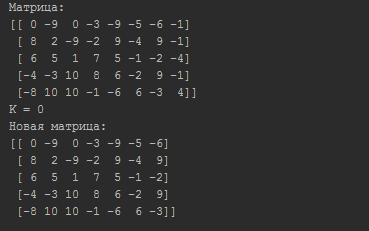 Матрица:
[[ 0 -9  0 -3 -9 -5 -6 -1]
 [ 8  2 -9 -2  9 -4  9 -1]
 [ 6  5  1  7  5 -1 -2 -4]
 [-4 -3 10  8  6 -2  9 -1]
 [-8 10 10 -1 -6  6 -3  4]]
K = 0
Новая матрица:
[[ 0 -9  0 -3 -9 -5 -6]
 [ 8  2 -9 -2  9 -4  9]
 [ 6  5  1  7  5 -1 -2]
 [-4 -3 10  8  6 -2  9]
 [-8 10 10 -1 -6  6 -3]]